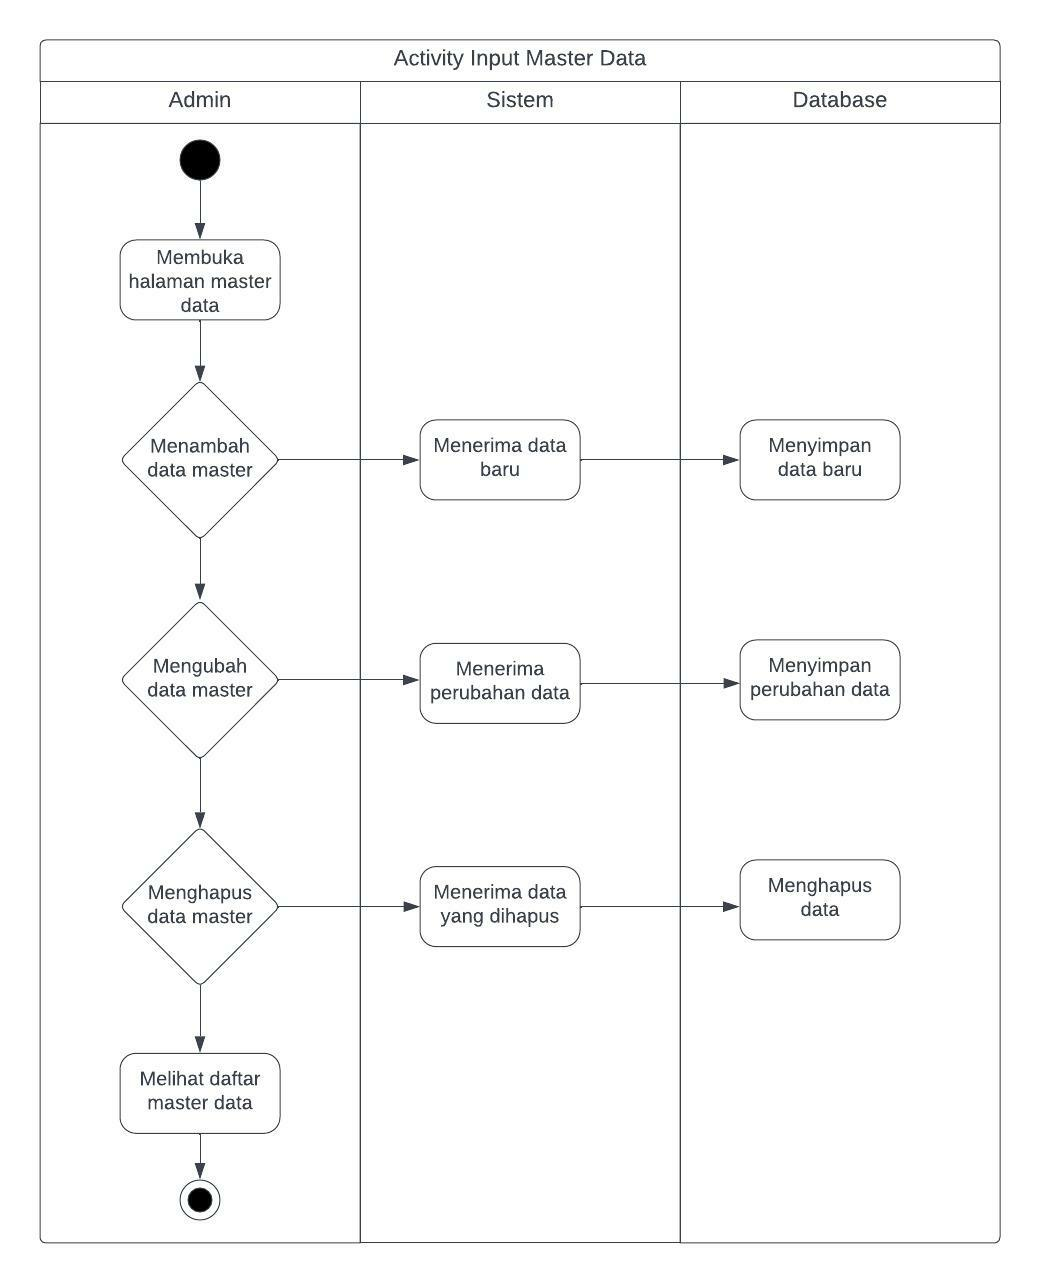 Activity Input Master Data
Admin
Sistem
Database
Membuka
halaman master
data
Menambah
data master
Menerima data
baru
Menyimpan
data baru
Mengubah
data master
Menerima
perubahan data
Menyimpan
perubahan data
Menghapus
data master
Menerima data
yang dihapus
Menghapus
data
Melihat daftar
master data